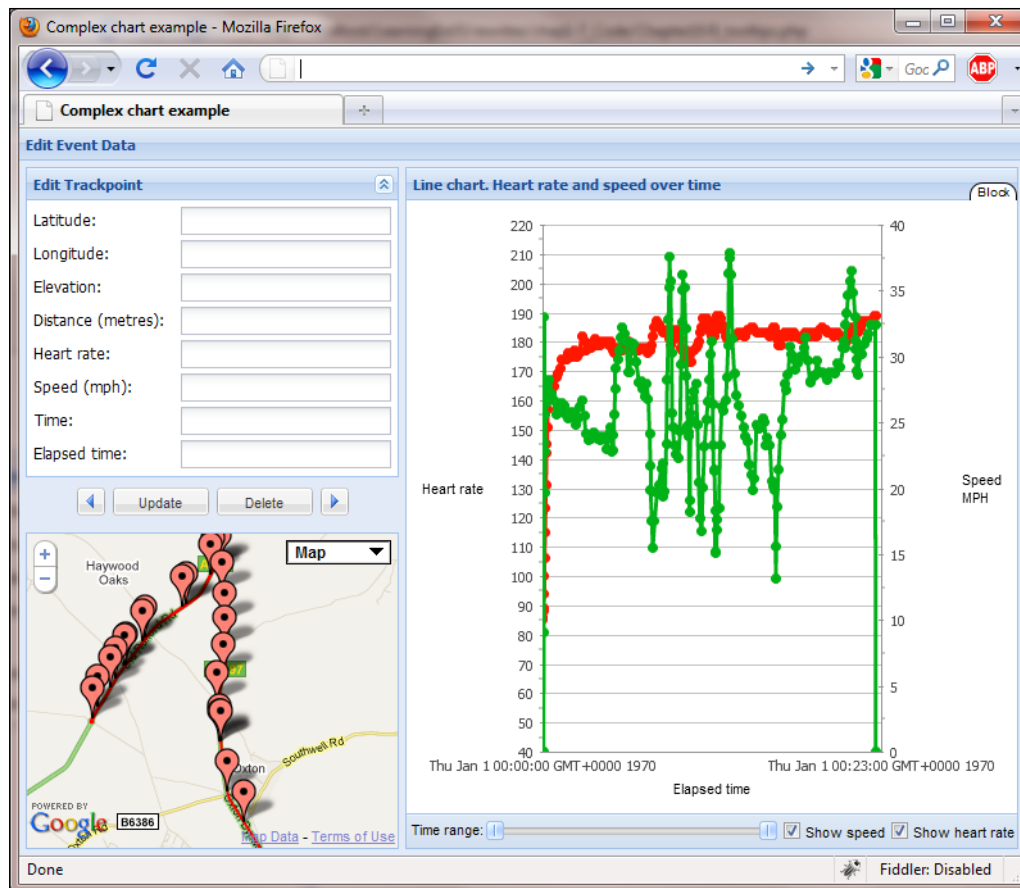 Complex chart example - Mozilla Firefox
Goc
ABP
Complex chart example
Edit Event Data
Edit Trackpoint
Latitude:
Longitude:
Elevation:
Distance (metres):
Heart rate:
Speed (mph):
Time:
Elapsed time:
Update
Delete
Map
Haywood
Oaks
Oxton
Southwell Rd
POWERED BY
Google
B6386
Map Data - Terms of Use
Line chart. Heart rate and speed over time
Block
220
210
200
190
180
170
160
150
140
130
120
110
100
90
80
70
60
50
40
Heart rate
40
35
30
25
20
15
10
5
0
Speed
MPH
Thu Jan 1 00:00:00 GMT+0000 1970
Thu Jan 1 00:23:00 GMT+0000 1970
Elapsed time
Time range:
Show speed
Show heart rate
Done
Fiddler: Disabled